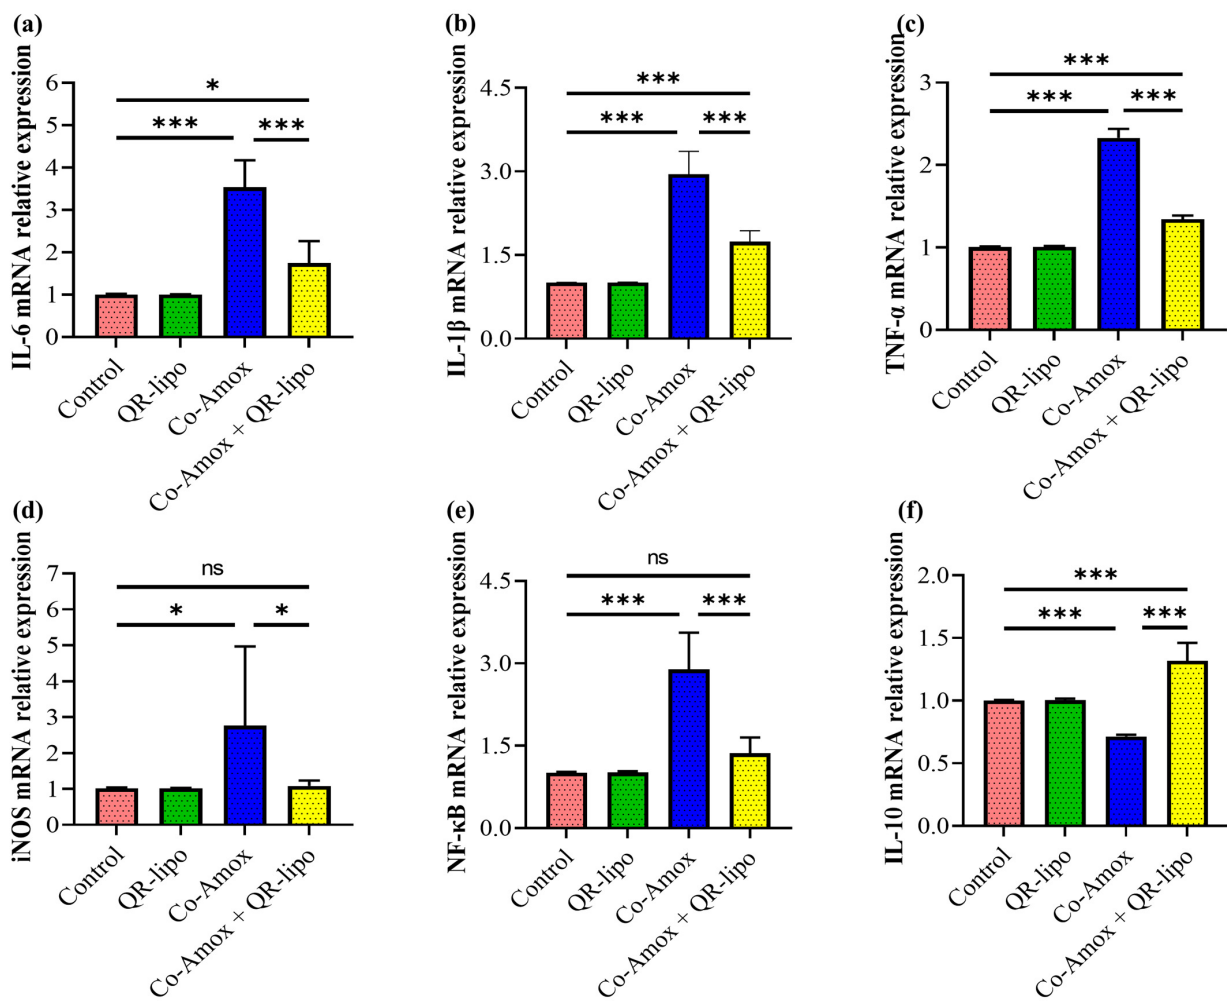 (a)
IL-6 mRNA relative expression
6
5
4
3
2
1
0
*
***
***
Control
QR-lipo
Co-Amox
Co-Amox + QR-lipo
(b)
IL-1β mRNA relative expression
4.5
3.0
1.5
0.0
***
***
***
Control
QR-lipo
Co-Amox
Co-Amox + QR-lipo
(c)
TNF-α mRNA relative expression
3
2
1
0
***
***
***
Control
QR-lipo
Co-Amox
Co-Amox + QR-lipo
(d)
iNOS mRNA relative expression
7
6
5
4
3
2
1
0
ns
*
*
Control
QR-lipo
Co-Amox
Co-Amox + QR-lipo
(e)
NF-κB mRNA relative expression
4.5
3.0
1.5
0.0
ns
***
***
Control
QR-lipo
Co-Amox
Co-Amox + QR-lipo
(f)
IL-10 mRNA relative expression
2.0
1.5
1.0
0.5
0.0
***
***
***
Control
QR-lipo
Co-Amox
Co-Amox + QR-lipo